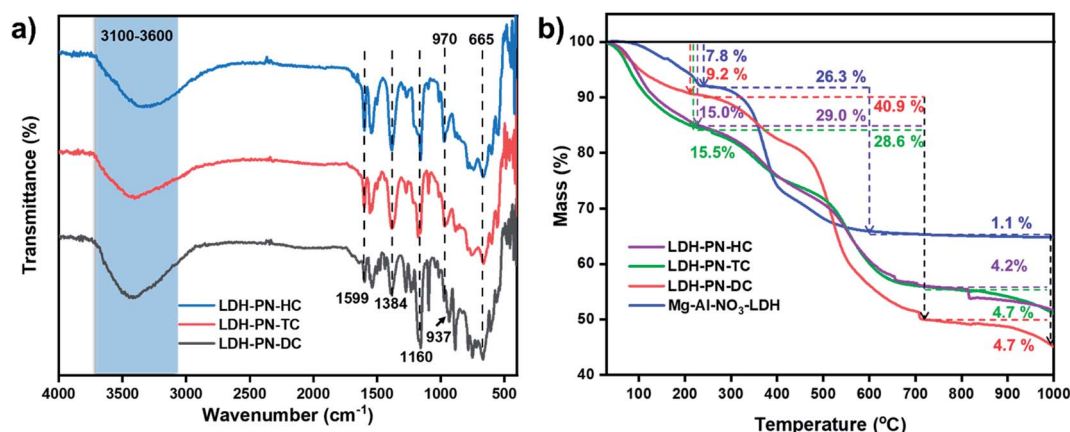 a)
3100-3600
970
665
Transmittance (%)
LDH-PN-HC
LDH-PN-TC
LDH-PN-DC
1599
1384
1160
937
4000 3500 3000 2500 2000 1500 1000 500
Wavenumber (cm⁻¹)
b)
100
90
80
70
60
50
40
Mass (%)
7.8 %
9.2 %
26.3 %
40.9 %
15.0%
29.0 %
15.5%
28.6 %
1.1 %
4.2%
4.7 %
4.7 %
LDH-PN-HC
LDH-PN-TC
LDH-PN-DC
Mg-Al-NO₃-LDH
100 200 300 400 500 600 700 800 900 1000
Temperature (°C)